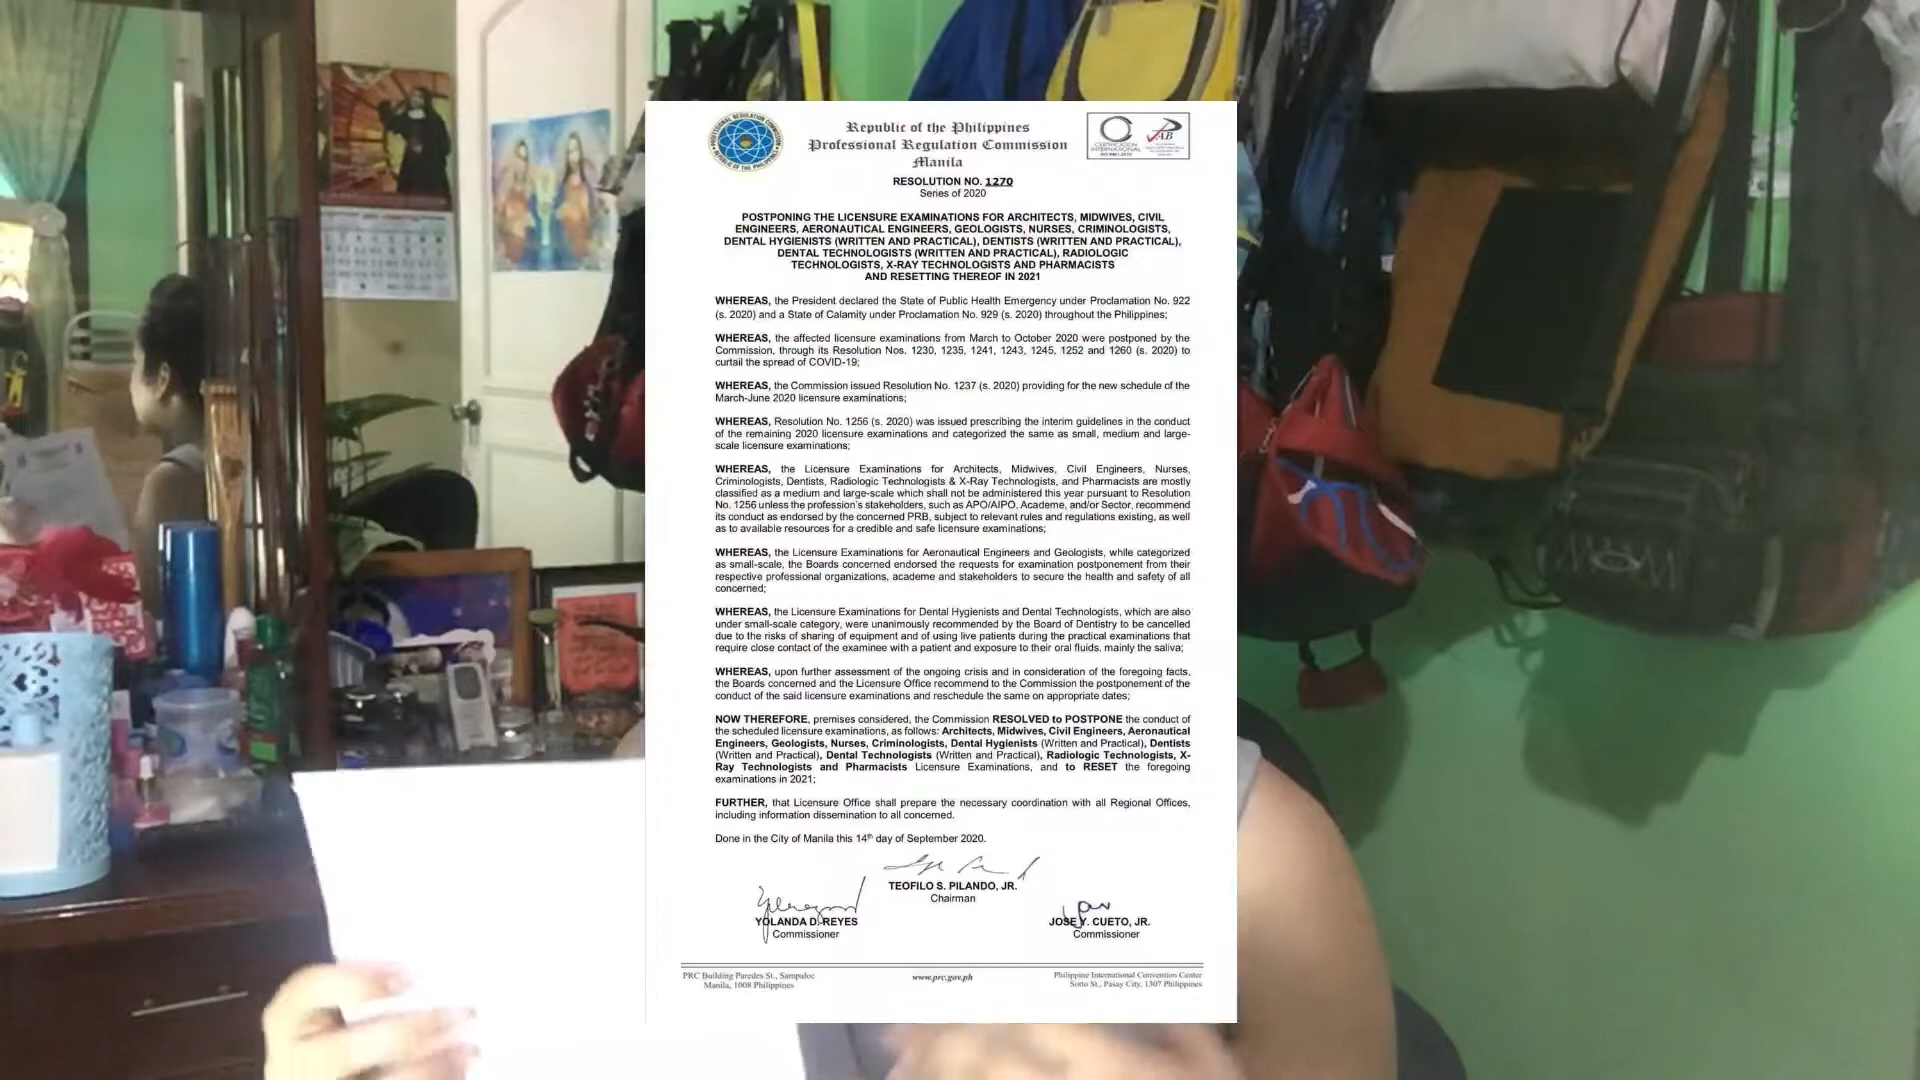 Republic of the Philippines
Professional Regulation Commission
Manila
RESOLUTION NO. 1270
Series of 2020
POSTPONING THE LICENSURE EXAMINATIONS FOR ARCHITECTS, MIDWIVES, CIVIL
ENGINEERS, AERONAUTICAL ENGINEERS, GEOLOGISTS, NURSES, CRIMINOLOGISTS,
DENTAL HYGIENISTS (WRITTEN AND PRACTICAL), DENTISTS (WRITTEN AND PRACTICAL),
DENTAL TECHNOLOGISTS (WRITTEN AND PRACTICAL), RADIOLOGIC
TECHNOLOGISTS, X-RAY TECHNOLOGISTS AND PHARMACISTS
AND RESETTING THEREOF IN 2021
WHEREAS, the President declared the State of Public Health Emergency under Proclamation No. 922
(s. 2020) and a State of Calamity under Proclamation No. 929 (s. 2020) throughout the Philippines;
WHEREAS, the affected licensure examinations from March to October 2020 were postponed by the
Commission, through its Resolution Nos. 1230, 1235, 1241, 1243, 1245, 1252 and 1260 (s. 2020) to
curtail the spread of COVID-19;
WHEREAS, the Commission issued Resolution No. 1237 (s. 2020) providing for the new schedule of the
March-June 2020 licensure examinations;
WHEREAS, Resolution No. 1256 (s. 2020) was issued prescribing the interim guidelines in the conduct
of the remaining 2020 licensure examinations and categorized the same as small, medium and large-
scale licensure examinations;
WHEREAS, the Licensure Examinations for Architects, Midwives, Civil Engineers, Nurses,
Criminologists, Dentists, Radiologic Technologists & X-Ray Technologists, and Pharmacists are mostly
classified as a medium and large-scale which shall not be administered this year pursuant to Resolution
No. 1256 unless the profession's stakeholders, such as APO/AIPO, Academe, and/or Sector, recommend
its conduct as endorsed by the concerned PRB, subject to relevant rules and regulations existing, as well
as to available resources for a credible and safe licensure examinations;
WHEREAS, the Licensure Examinations for Aeronautical Engineers and Geologists, while categorized
as small-scale, the Boards concerned endorsed the requests for examination postponement from their
respective professional organizations, academe and stakeholders to secure the health and safety of all
concerned;
WHEREAS, the Licensure Examinations for Dental Hygienists and Dental Technologists, which are also
under small-scale category, were unanimously recommended by the Board of Dentistry to be cancelled
due to the risks of sharing of equipment and of using live patients during the practical examinations that
require close contact of the examinee with a patient and exposure to their oral fluids, mainly the saliva;
WHEREAS, upon further assessment of the ongoing crisis and in consideration of the foregoing facts,
the Boards concerned and the Licensure Office recommend to the Commission the postponement of the
conduct of the said licensure examinations and reschedule the same on appropriate dates;
NOW THEREFORE, premises considered, the Commission RESOLVED to POSTPONE the conduct of
the scheduled licensure examinations, as follows: Architects, Midwives, Civil Engineers, Aeronautical
Engineers, Geologists, Nurses, Criminologists, Dental Hygienists (Written and Practical), Dentists
(Written and Practical), Dental Technologists (Written and Practical), Radiologic Technologists, X-
Ray Technologists and Pharmacists Licensure Examinations, and to RESET the foregoing
examinations in 2021;
FURTHER, that Licensure Office shall prepare the necessary coordination with all Regional Offices,
including information dissemination to all concerned.
Done in the City of Manila this 14th day of September 2020.
TEOFILO S. PILANDO, JR.
Chairman
YOLANDA D. REYES
Commissioner
JOSE Y. CUETO, JR.
Commissioner
PRC Building Paredes St., Sampaloc
Manila, 1008 Philippines
www.prc.gov.ph
Philippine International Convention Center
Sotto St., Pasay City, 1307 Philippines